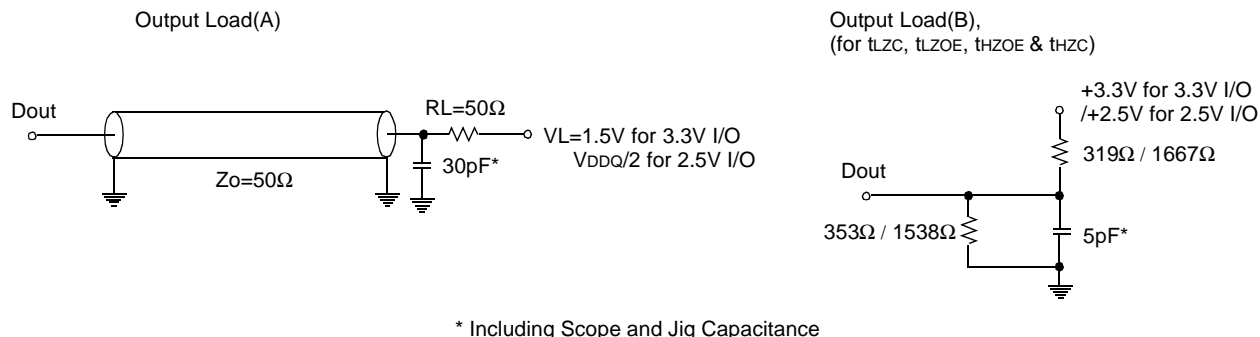 Output Load(A)
Dout
Zo=50Ω
RL=50Ω
30pF*
VL=1.5V for 3.3V I/O
VDDQ/2 for 2.5V I/O
Output Load(B),
(for tLZC, tLZOE, tHZOE & tHZC)
+3.3V for 3.3V I/O
/+2.5V for 2.5V I/O
319Ω / 1667Ω
Dout
353Ω / 1538Ω
5pF*
* Including Scope and Jig Capacitance